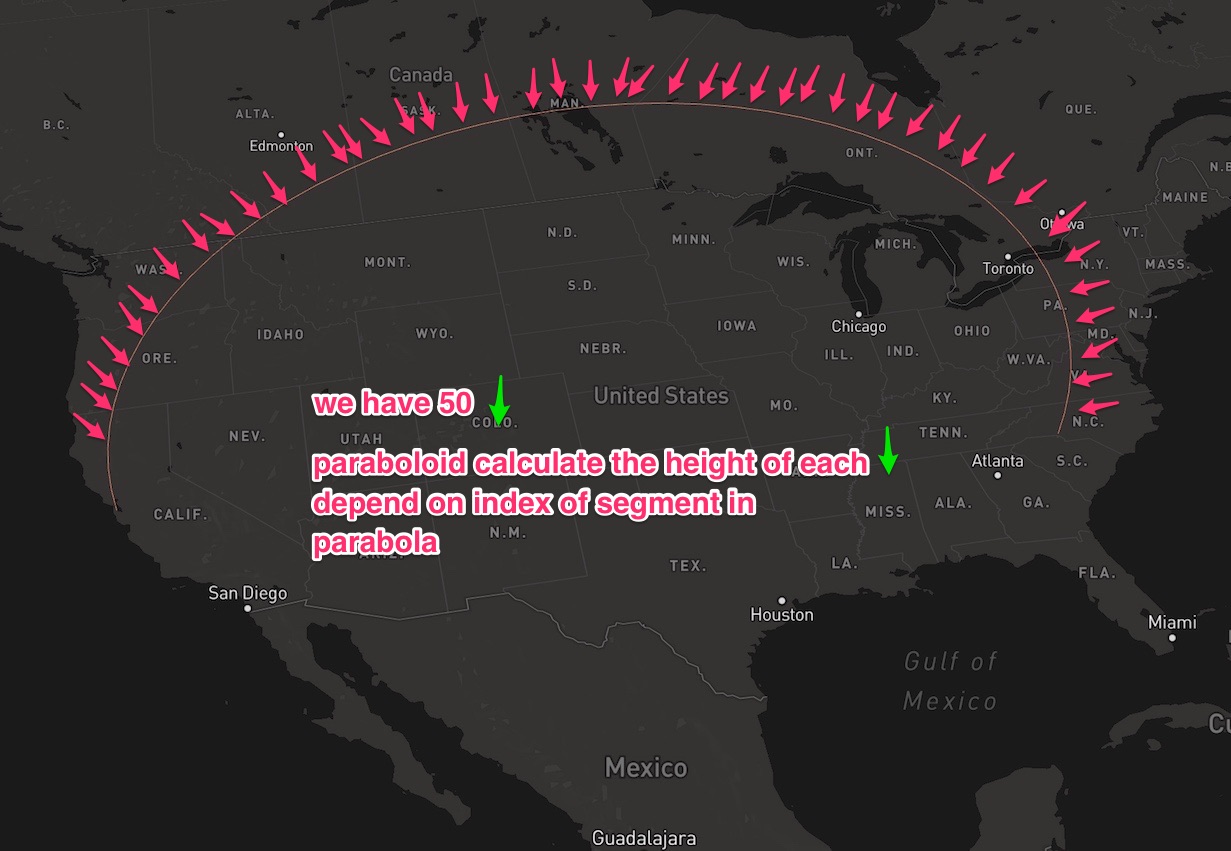 Canada
SASK.
MAN.
ALTA.
B.C.
QUE.
Edmonton
ONT.
N.B
MAINE
Ottawa
N.D.
MINN.
MICH.
VT.
WASH.
MONT.
WIS.
Toronto
N.Y.
MASS.
S.D.
PA.
N.J.
IDAHO
WYO.
IOWA
Chicago
OHIO
MD.
ORE.
NEBR.
ILL.
IND.
W.VA.
United States
KY.
we have 50
MO.
NEV.
UTAH
COLO.
TENN.
N.C.
paraboloid calculate the height of each
Atlanta
S.C.
depend on index of segment in
CALIF.
MISS.
ALA.
GA.
parabola
N.M.
TEX.
LA.
FLA.
San Diego
Houston
Miami
Gulf of
Mexico
Cu
Mexico
Guadalajara